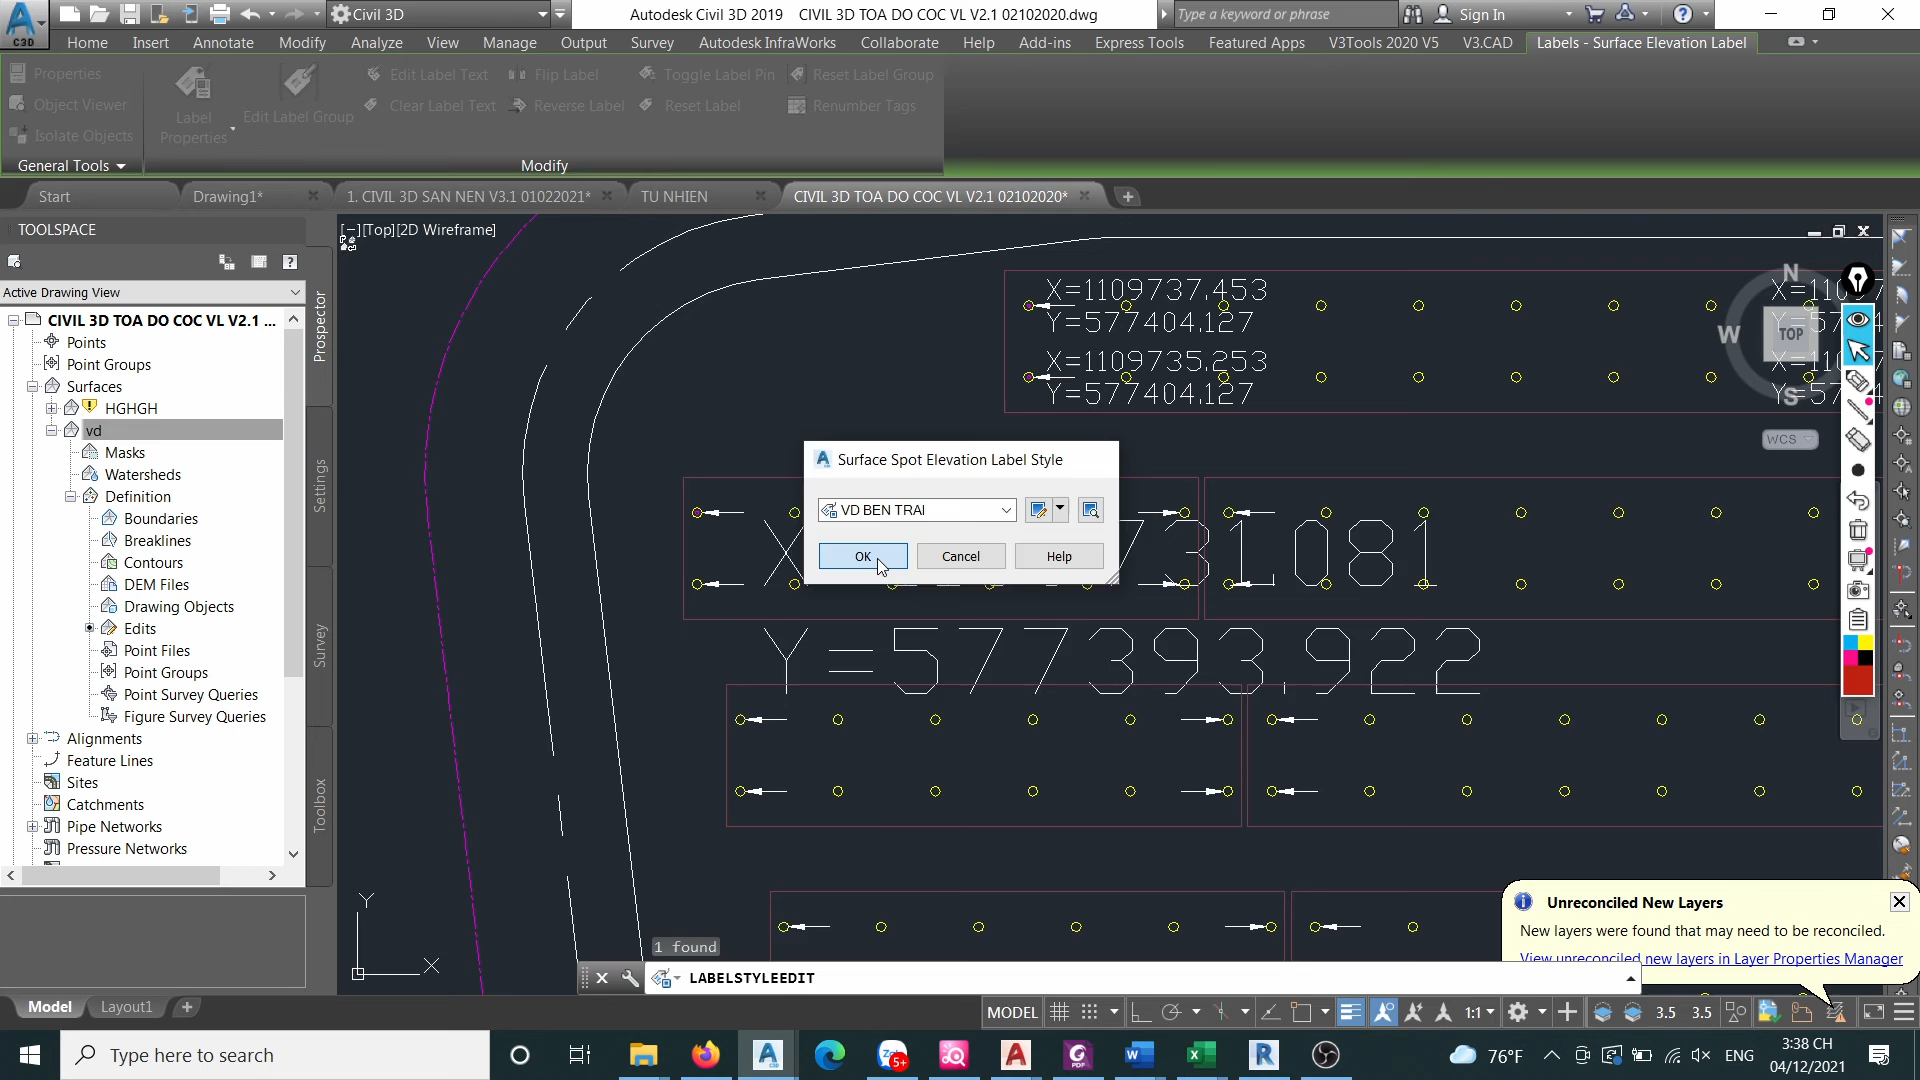 C3D
Civil 3D
Autodesk Civil 3D 2019 CIVIL 3D TOA DO COC VL V2.1 02102020.dwg
Type a keyword or phrase
Sign In
Home Insert Annotate Modify Analyze View Manage Output Survey Autodesk InfraWorks Collaborate Help Add-ins Express Tools Featured Apps V3Tools 2020 V5 V3.CAD Labels - Surface Elevation Label
Properties
Object Viewer
Isolate Objects
General Tools
Label
Properties
Edit Label Group
Edit Label Text
Clear Label Text
Flip Label
Reverse Label
Toggle Label Pin
Reset Label
Reset Label Group
Renumber Tags
Modify
Start Drawing1* 1. CIVIL 3D SAN NEN V3.1 01022021* TU NHIEN CIVIL 3D TOA DO COC VL V2.1 02102020*
TOOLSPACE
Active Drawing View
CIVIL 3D TOA DO COC VL V2.1 ...
Points
Point Groups
Surfaces
HGHGH
vd
Masks
Watersheds
Definition
Boundaries
Breaklines
Contours
DEM Files
Drawing Objects
Edits
Point Files
Point Groups
Point Survey Queries
Figure Survey Queries
Alignments
Feature Lines
Sites
Catchments
Pipe Networks
Pressure Networks
Prospector
Settings
Survey
Toolbox
[−][Top][2D Wireframe]
X=1109737.453
Y=577404.127
X=1109735.253
Y=577404.127
N
W
TOP
S
WCS
Surface Spot Elevation Label Style
VD BEN TRAI
OK Cancel Help
Y=577393.922
Y
X
1 found
LABELSTYLEEDIT
Unreconciled New Layers
New layers were found that may need to be reconciled.
View unreconciled new layers in Layer Properties Manager
Model Layout1
MODEL 1:1 3.5 3.5
Type here to search
5+
76°F
ENG
3:38 CH
04/12/2021